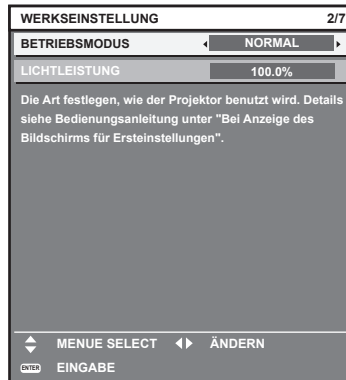 WERKSEINSTELLUNG 2/7
BETRIEBSMODUS NORMAL
LICHTLEISTUNG 100.0%
Die Art festlegen, wie der Projektor benutzt wird. Details
siehe Bedienungsanleitung unter "Bei Anzeige des
Bildschirms für Ersteinstellungen".
MENUE SELECT ÄNDERN
ENTER EINGABE